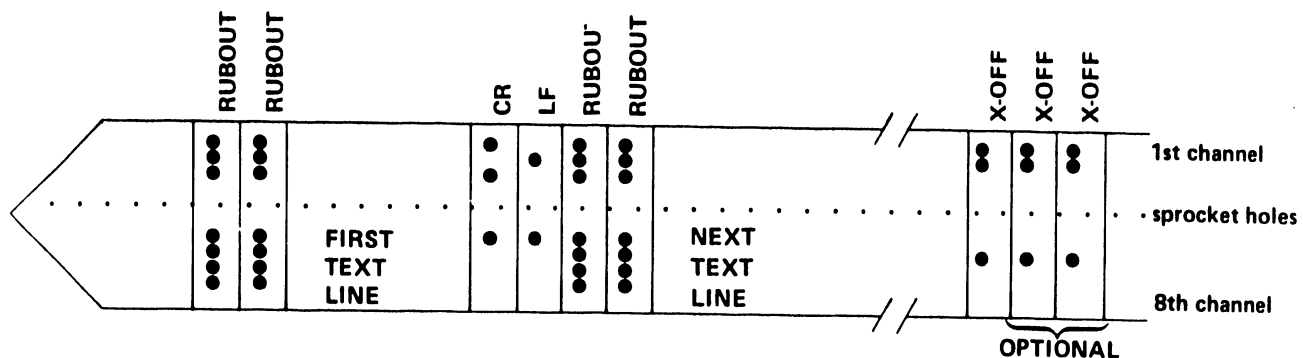 RUBOUT
RUBOUT
CR
LF
RUBOU
RUBOUT
X-OFF
X-OFF
X-OFF
1st channel
sprocket holes
FIRST
TEXT
LINE
NEXT
TEXT
LINE
8th channel
OPTIONAL